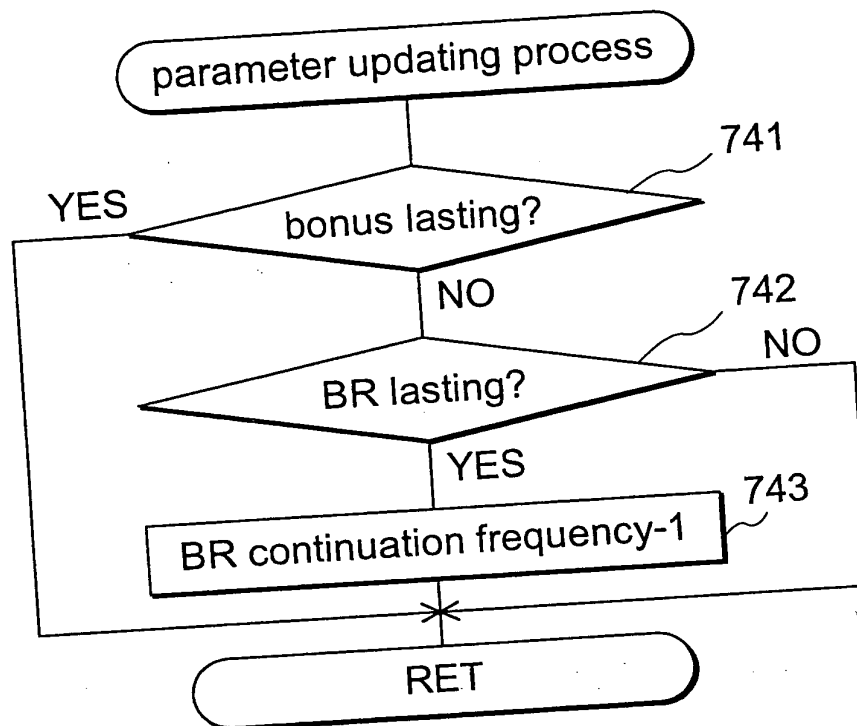 parameter updating process
741
YES
bonus lasting?
NO
742
NO
BR lasting?
YES
743
BR continuation frequency-1
RET